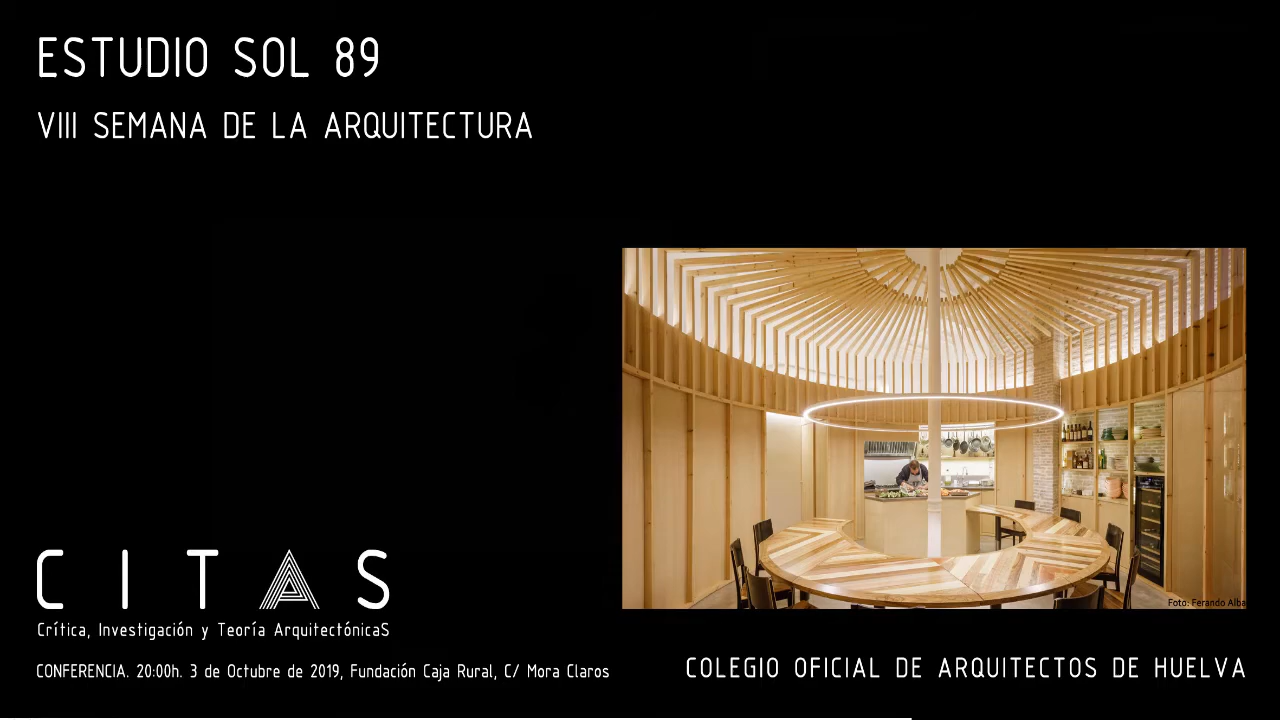 ESTUDIO SOL 89
VIII SEMANA DE LA ARQUITECTURA
Foto: Ferando Alba
CITAS
Crítica, Investigación y Teoría ArquitectónicaS
CONFERENCIA. 20:00h. 3 de Octubre de 2019, Fundación Caja Rural, C/ Mora Claros
COLEGIO OFICIAL DE ARQUITECTOS DE HUELVA